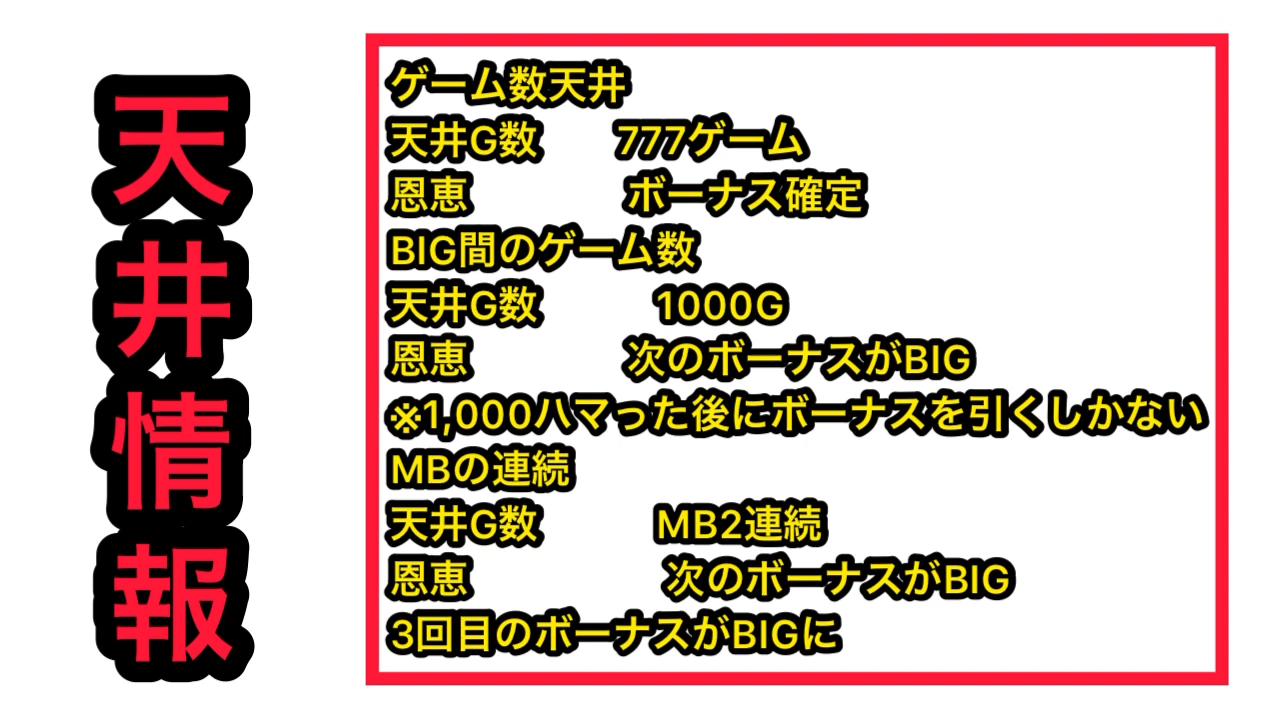 天井情報
ゲーム数天井
天井G数 777ゲーム
恩恵 ボーナス確定
BIG間のゲーム数
天井G数 1000G
恩恵 次のボーナスがBIG
※1,000ハマった後にボーナスを引くしかない
MBの連続
天井G数 MB2連続
恩恵 次のボーナスがBIG
3回目のボーナスがBIGに